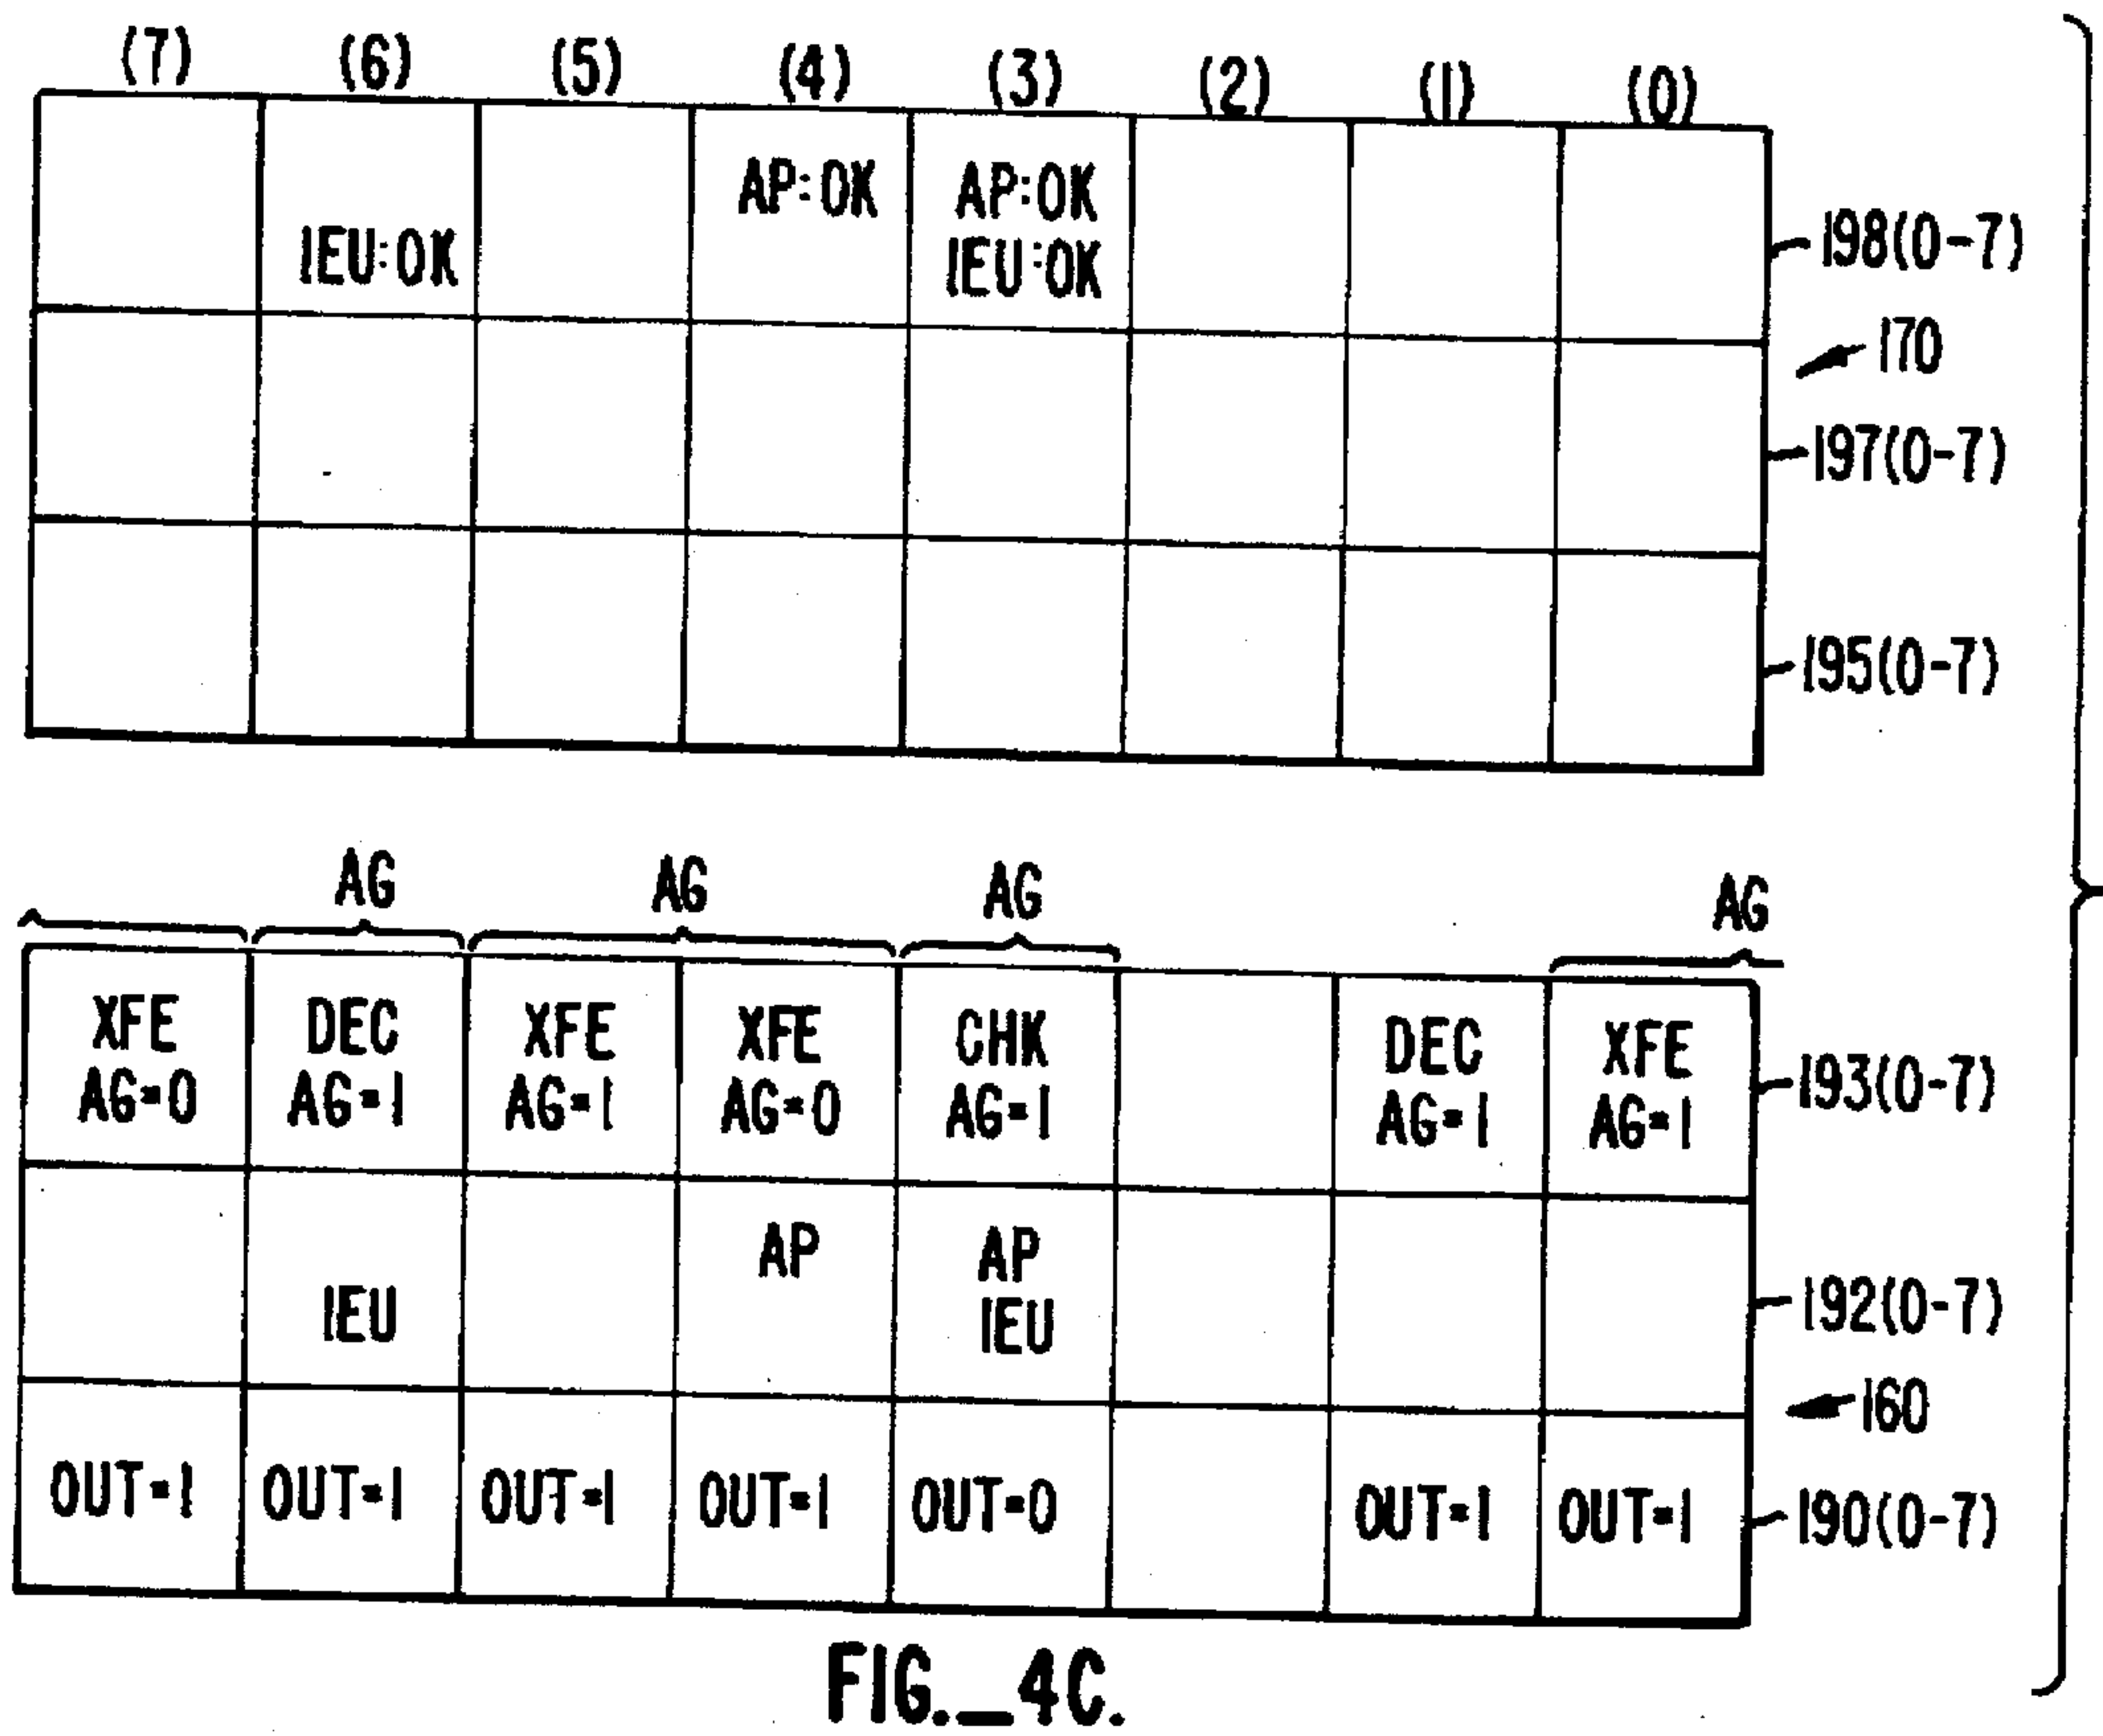 (7) (6) (5) (4) (3) (2) (1) (0)
AP:OK AP:OK
IEU:OK IEU:OK
198(0-7)
170
197(0-7)
195(0-7)
AG AG AG AG
XFE DEC XFE XFE CHK DEC XFE
AG=0 AG=1 AG=1 AG=0 AG=1 AG=1 AG=1
193(0-7)
AP AP
IEU IEU
192(0-7)
160
OUT=1 OUT=1 OUT=1 OUT=1 OUT=0 OUT=1 OUT=1
190(0-7)
FIG._4C.